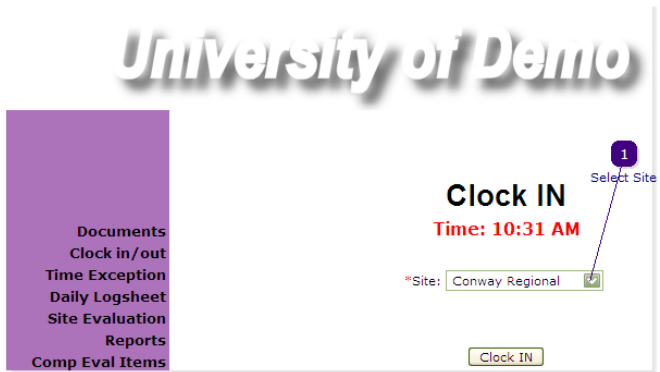 University of Demo
1
Select Site
Clock IN
Time: 10:31 AM
*Site: Conway Regional
Clock IN
Documents
Clock in/out
Time Exception
Daily Logsheet
Site Evaluation
Reports
Comp Eval Items